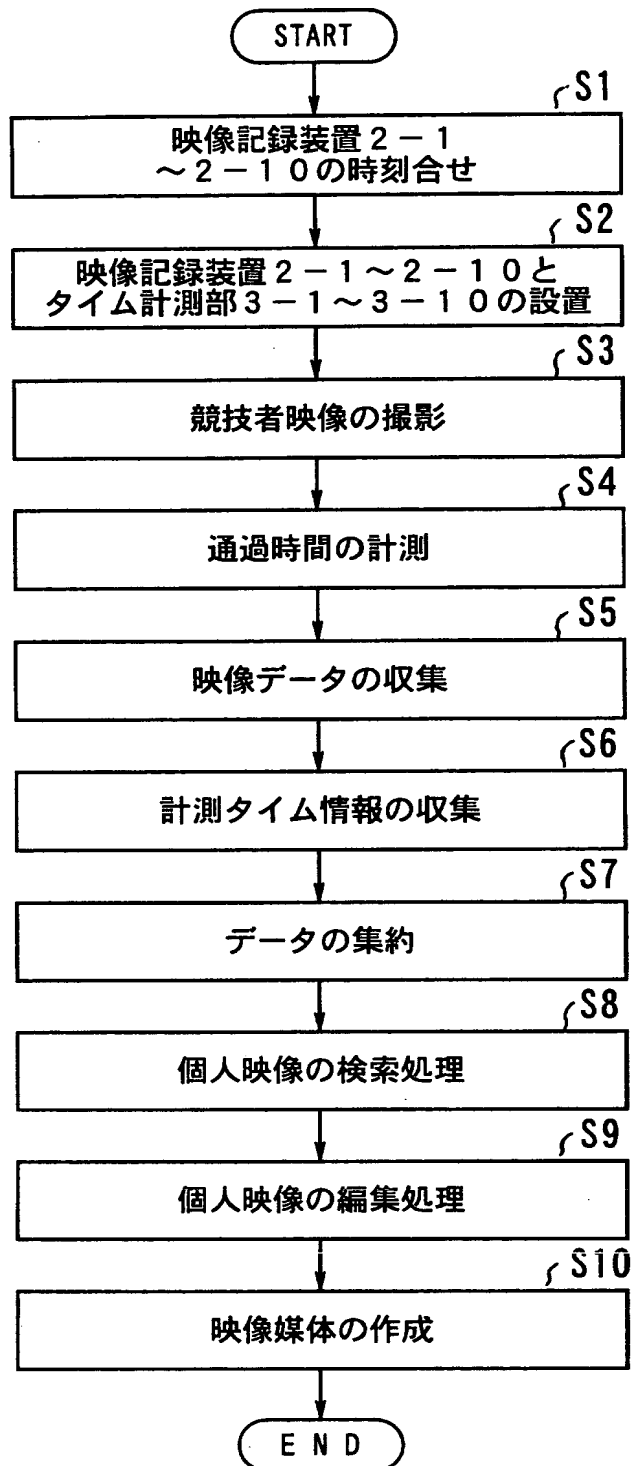 START
S1
映像記録装置2-1
~2-10の時刻合せ
S2
映像記録装置2-1~2-10と
タイム計測部3-1~3-10の設置
S3
競技者映像の撮影
S4
通過時間の計測
S5
映像データの収集
S6
計測タイム情報の収集
S7
データの集約
S8
個人映像の検索処理
S9
個人映像の編集処理
S10
映像媒体の作成
END